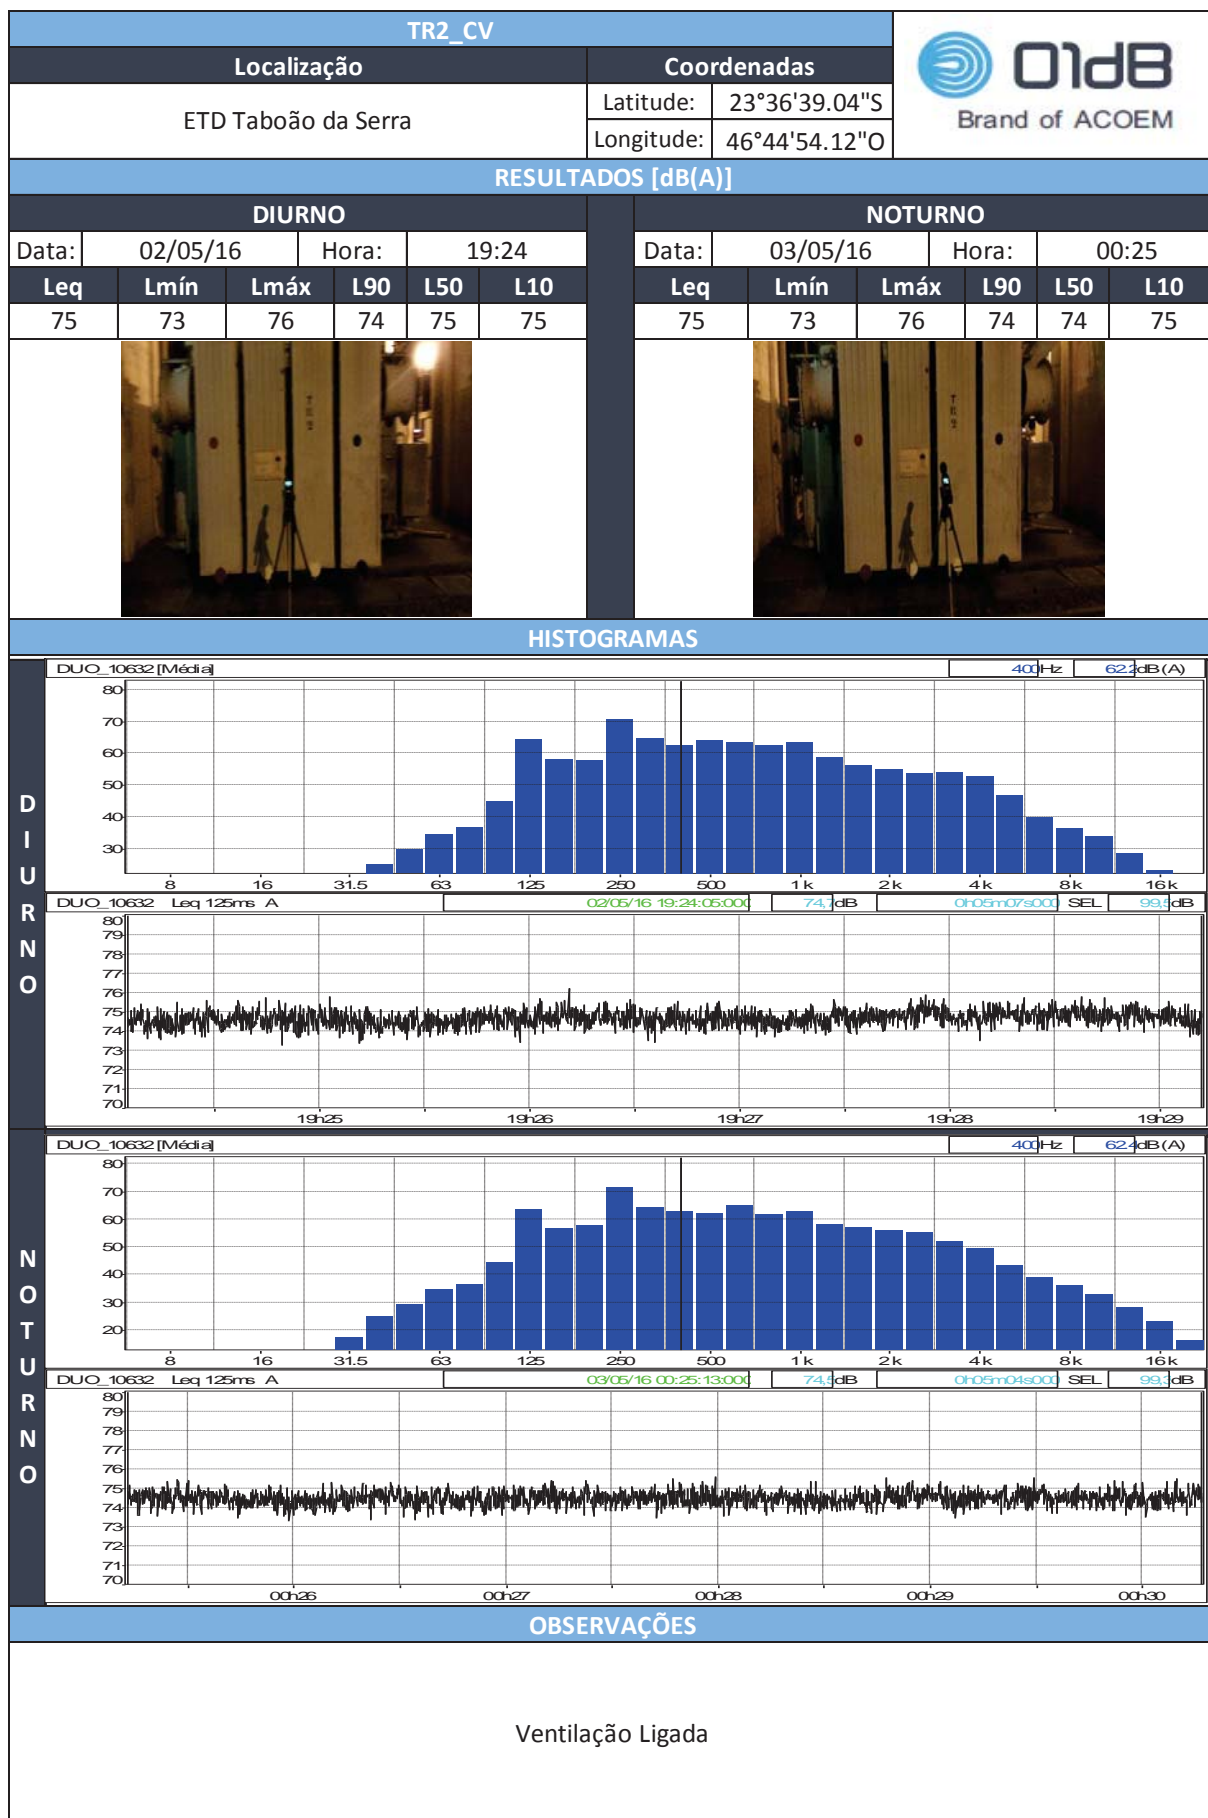 TR2_CV
01dB
Brand of ACOEM
Localização
Coordenadas
ETD Taboão da Serra
Latitude: 23°36'39.04"S
Longitude: 46°44'54.12"O
RESULTADOS [dB(A)]
DIURNO
NOTURNO
Data: 02/05/16 Hora: 19:24
Data: 03/05/16 Hora: 00:25
Leq Lmín Lmáx L90 L50 L10
Leq Lmín Lmáx L90 L50 L10
75 73 76 74 75 75
75 73 76 74 74 75
HISTOGRAMAS
DIURNO
DUO_10632 [Média] 400 Hz 62.2 dB(A)
80
70
60
50
40
30
8 16 31.5 63 125 250 500 1 k 2 k 4 k 8 k 16 k
DUO_10632 Leq 125ms A 02/05/16 19:24:05:000 74,7 dB 0h05m07s000 SEL 99,5 dB
80
79
78
77
76
75
74
73
72
71
70
19h25 19h26 19h27 19h28 19h29
NOTURNO
DUO_10632 [Média] 400 Hz 62.4 dB(A)
80
70
60
50
40
30
20
8 16 31.5 63 125 250 500 1 k 2 k 4 k 8 k 16 k
DUO_10632 Leq 125ms A 03/05/16 00:25:13:000 74,5 dB 0h05m04s000 SEL 99,3 dB
80
79
78
77
76
75
74
73
72
71
70
00h26 00h27 00h28 00h29 00h30
OBSERVAÇÕES
Ventilação Ligada